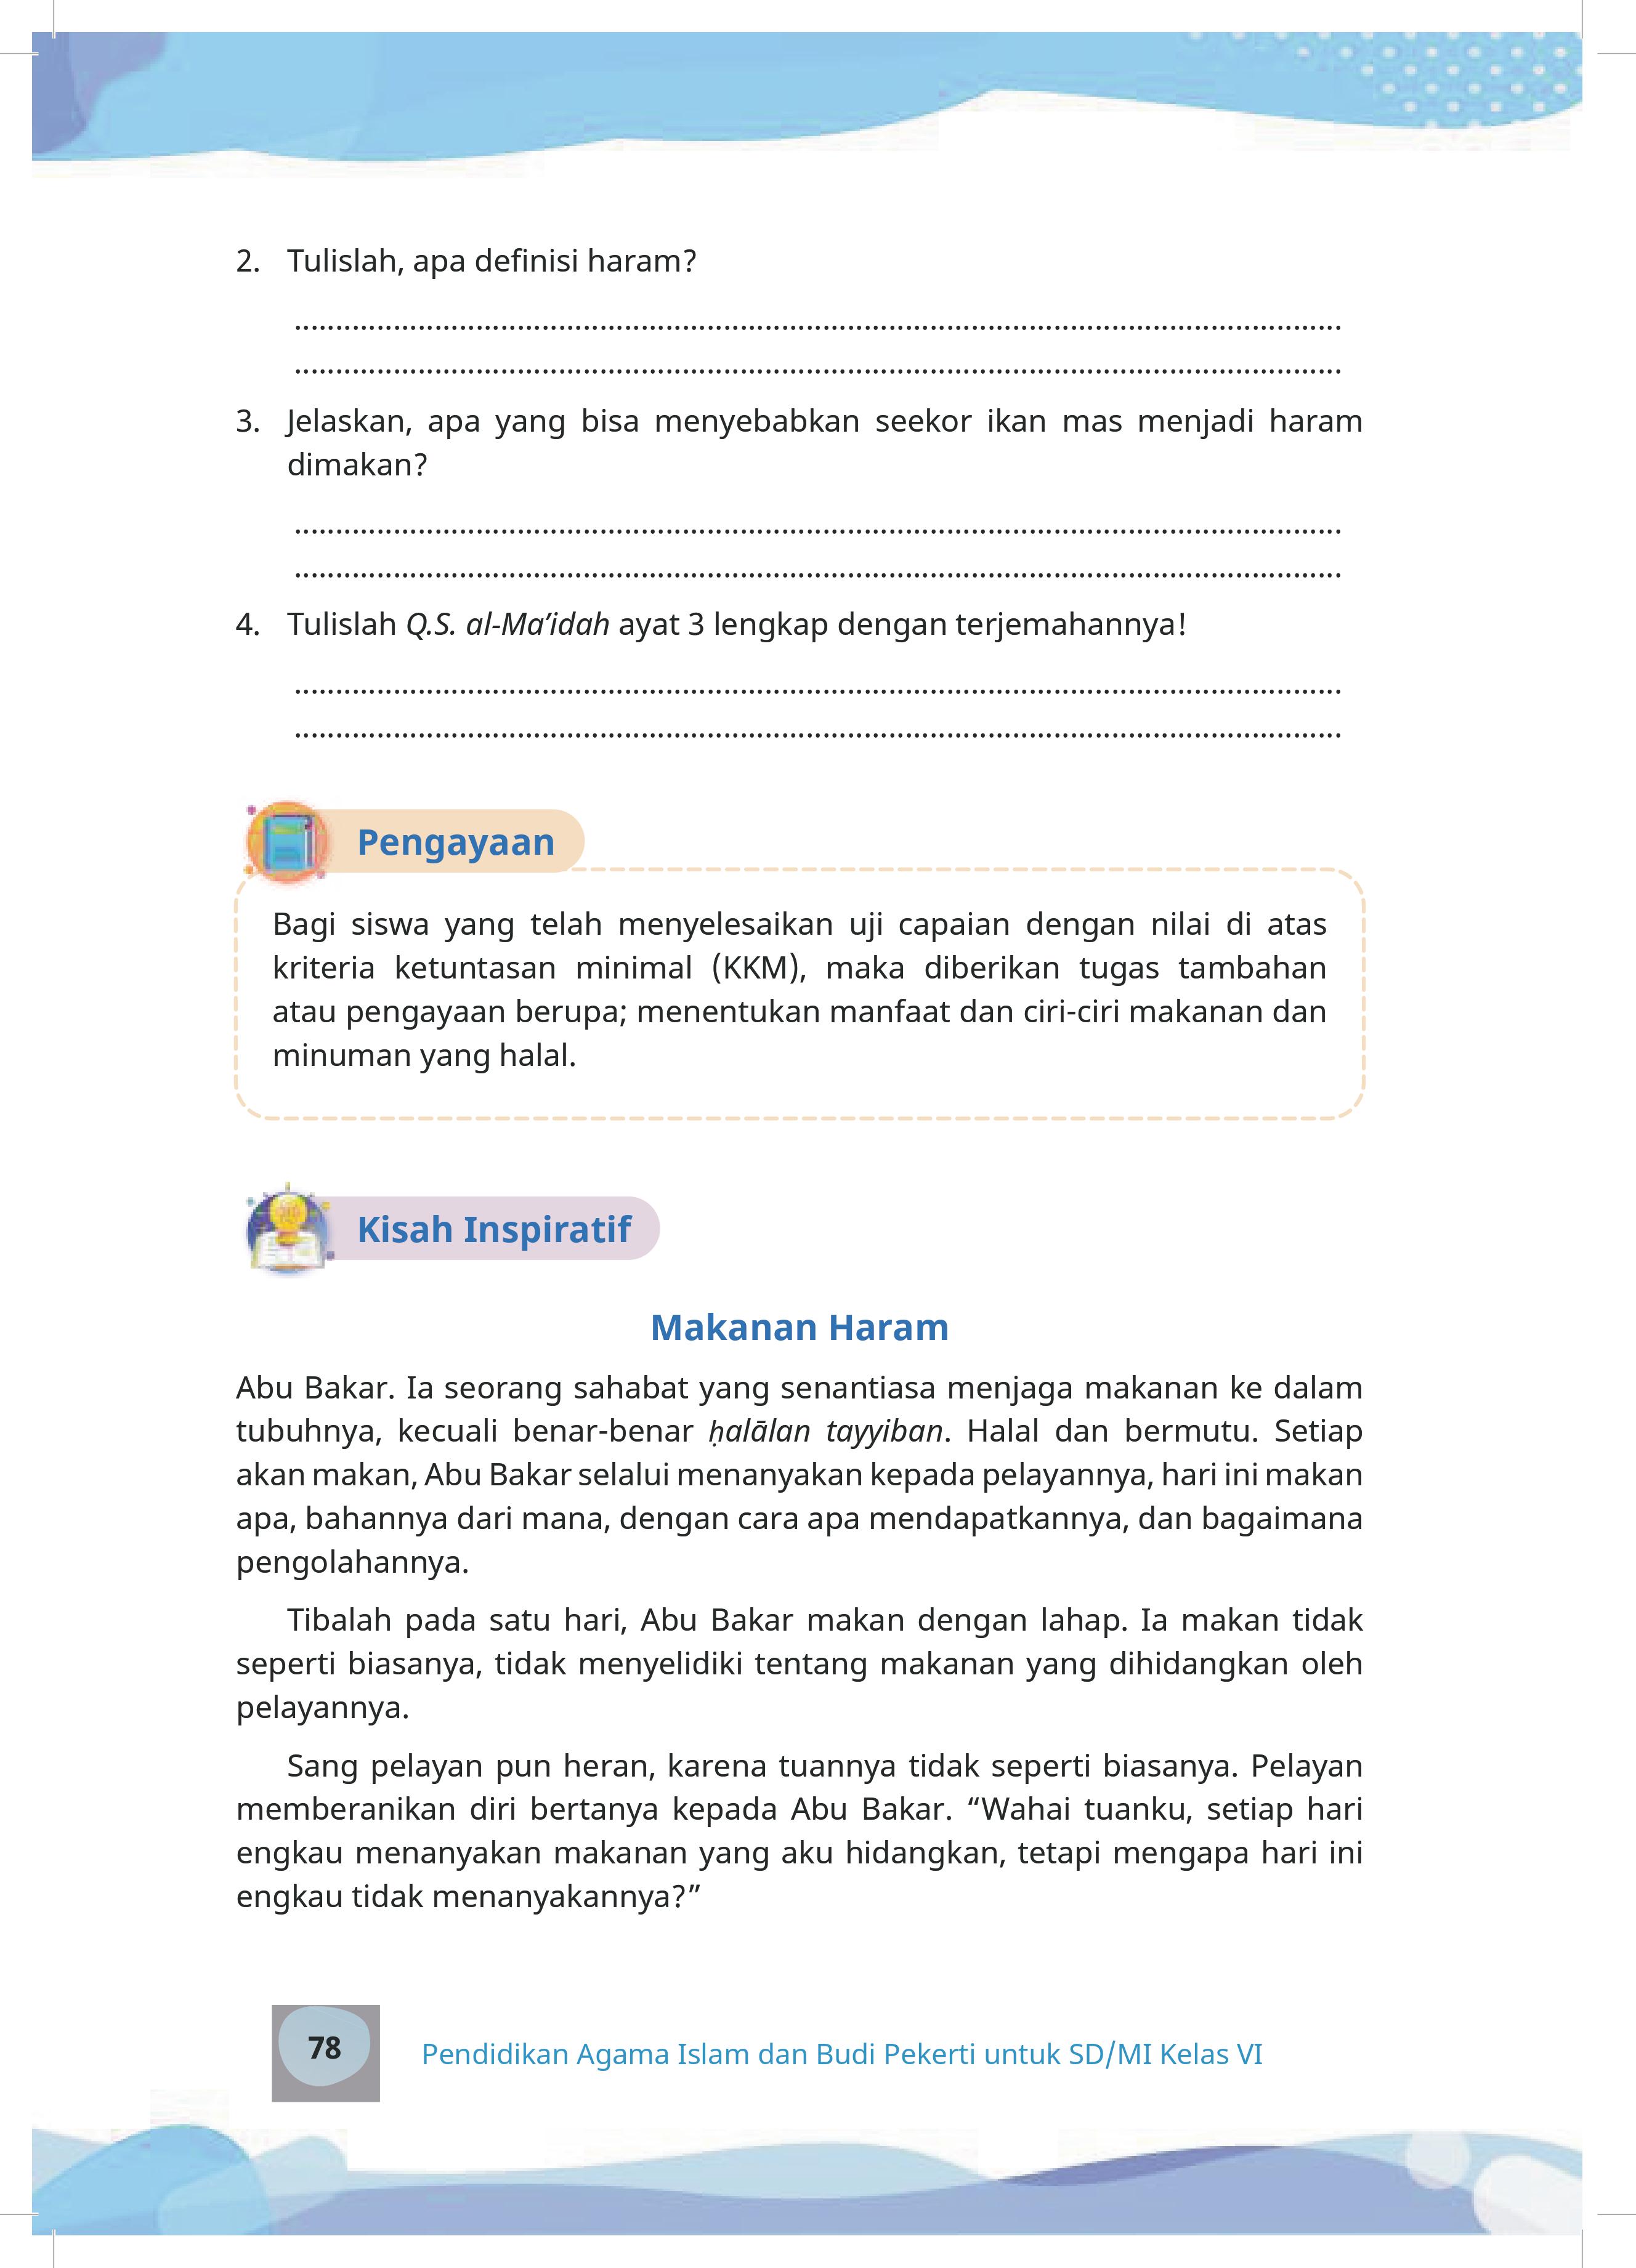 2. Tulislah, apa definisi haram?
................................................................................................................................
................................................................................................................................
3. Jelaskan, apa yang bisa menyebabkan seekor ikan mas menjadi haram
dimakan?
................................................................................................................................
................................................................................................................................
4. Tulislah Q.S. al-Ma’idah ayat 3 lengkap dengan terjemahannya!
................................................................................................................................
................................................................................................................................
Pengayaan
Bagi siswa yang telah menyelesaikan uji capaian dengan nilai di atas
kriteria ketuntasan minimal (KKM), maka diberikan tugas tambahan
atau pengayaan berupa; menentukan manfaat dan ciri-ciri makanan dan
minuman yang halal.
Kisah Inspiratif
Makanan Haram
Abu Bakar. Ia seorang sahabat yang senantiasa menjaga makanan ke dalam
tubuhnya, kecuali benar-benar ḥalālan tayyiban. Halal dan bermutu. Setiap
akan makan, Abu Bakar selalui menanyakan kepada pelayannya, hari ini makan
apa, bahannya dari mana, dengan cara apa mendapatkannya, dan bagaimana
pengolahannya.
Tibalah pada satu hari, Abu Bakar makan dengan lahap. Ia makan tidak
seperti biasanya, tidak menyelidiki tentang makanan yang dihidangkan oleh
pelayannya.
Sang pelayan pun heran, karena tuannya tidak seperti biasanya. Pelayan
memberanikan diri bertanya kepada Abu Bakar. “Wahai tuanku, setiap hari
engkau menanyakan makanan yang aku hidangkan, tetapi mengapa hari ini
engkau tidak menanyakannya?”
78
Pendidikan Agama Islam dan Budi Pekerti untuk SD/MI Kelas VI